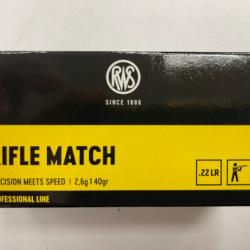 RWS
SINCE 1886
IFLE MATCH
CISION MEETS SPEED | 2,6g | 40gr
.22 LR
OFESSIONAL LINE